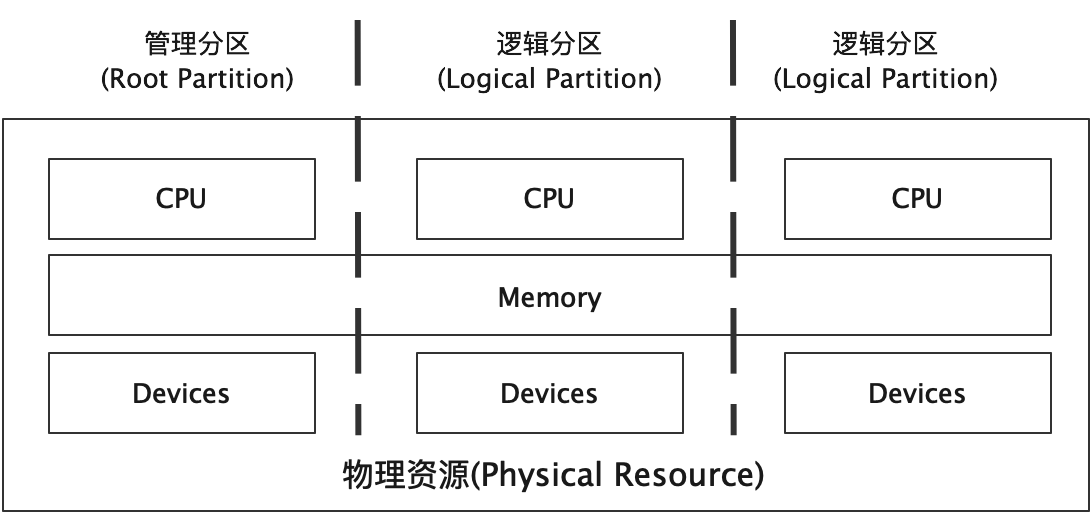 管理分区
(Root Partition)
逻辑分区
(Logical Partition)
逻辑分区
(Logical Partition)
CPU
CPU
CPU
Memory
Devices
Devices
Devices
物理资源(Physical Resource)